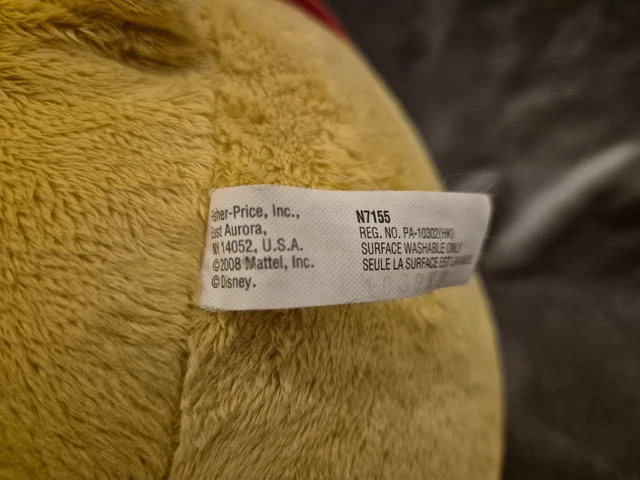 Fisher-Price, Inc.,
East Aurora,
NY 14052, U.S.A.
©2008 Mattel, Inc.
©Disney.
N7155
REG. NO. PA-10302(HK)
SURFACE WASHABLE ONLY
SEULE LA SURFACE EST LAVABLE